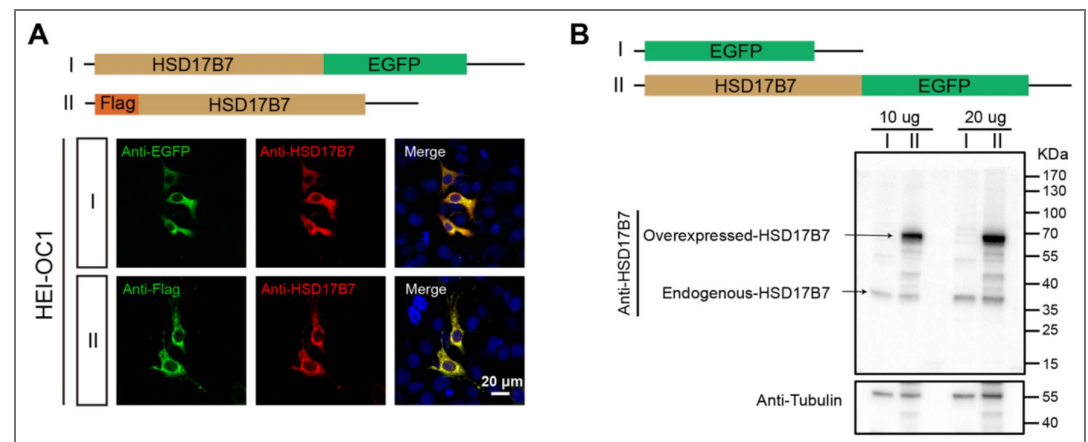 A
I HSD17B7 EGFP
II Flag HSD17B7
HEI-OC1
I
Anti-EGFP Anti-HSD17B7 Merge
II
Anti-Flag Anti-HSD17B7 Merge
20 μm
B
I EGFP
II HSD17B7 EGFP
10 ug 20 ug
I II I II
KDa
170
130
100
70
55
40
35
25
15
Anti-HSD17B7
Overexpressed-HSD17B7
Endogenous-HSD17B7
Anti-Tubulin
55
40